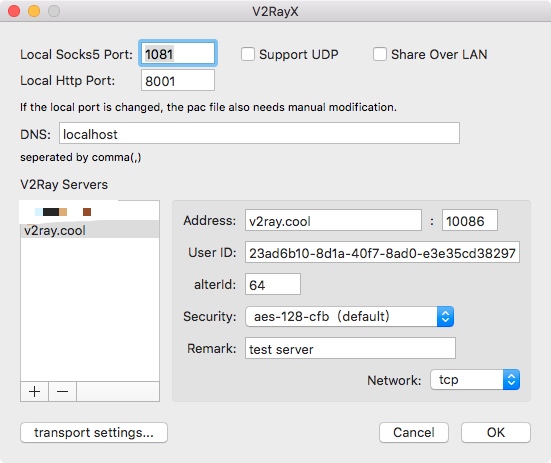 V2RayX
Local Socks5 Port: 1081 Support UDP Share Over LAN
Local Http Port: 8001
If the local port is changed, the pac file also needs manual modification.
DNS: localhost
seperated by comma(,)
V2Ray Servers
v2ray.cool
Address: v2ray.cool : 10086
User ID: 23ad6b10-8d1a-40f7-8ad0-e3e35cd38297
alterId: 64
Security: aes-128-cfb (default)
Remark: test server
Network: tcp
+ −
transport settings... Cancel OK